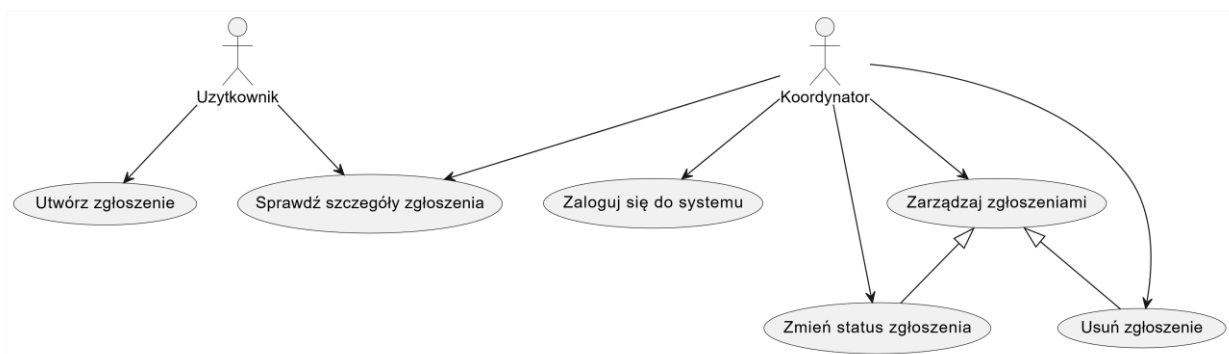 Uzytkownik
Koordynator
Utwórz zgłoszenie
Sprawdź szczegóły zgłoszenia
Zaloguj się do systemu
Zarządzaj zgłoszeniami
Zmień status zgłoszenia
Usuń zgłoszenie